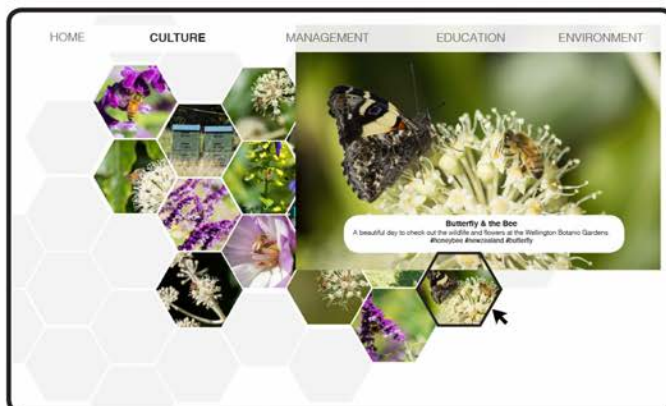 HOME CULTURE MANAGEMENT EDUCATION ENVIRONMENT
Butterfly & the Bee
A beautiful day to check out the wildlife and flowers at the Wellington Botanic Gardens.
#honeybee #newzealand #butterfly